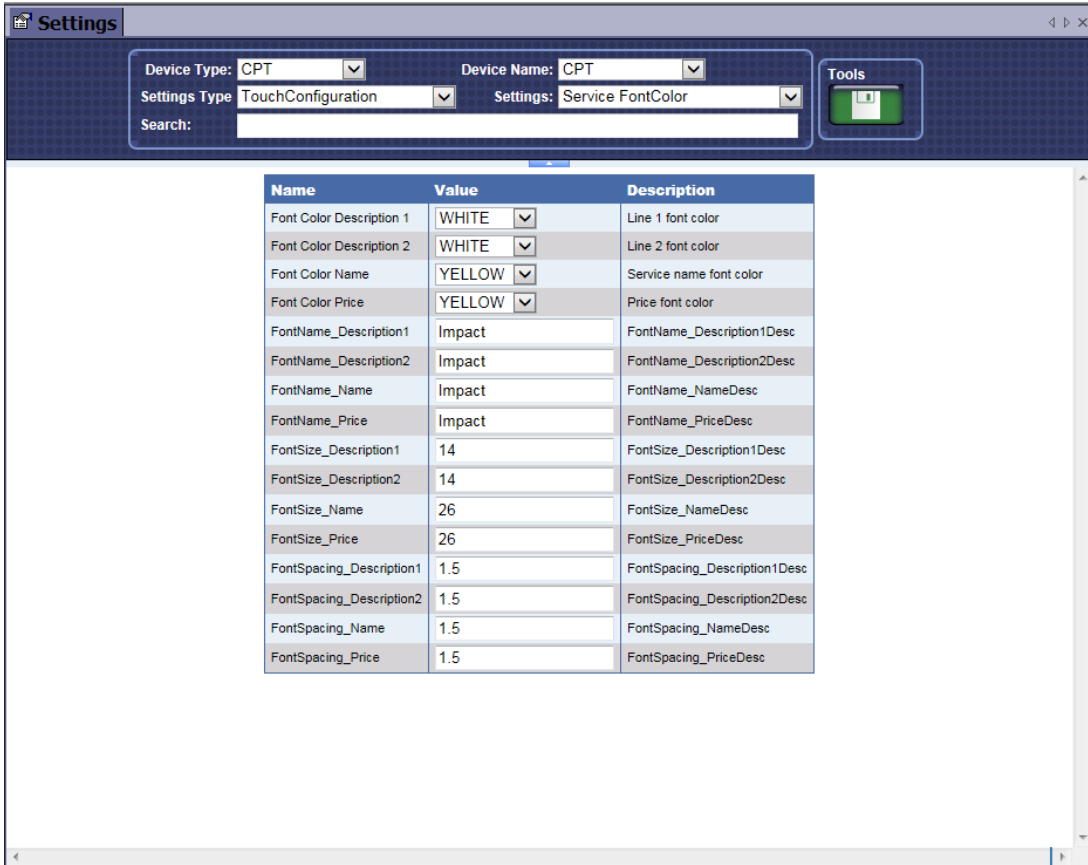 Settings
Device Type: CPT Device Name: CPT
Tools
Settings Type TouchConfiguration Settings: Service FontColor
Search:
Name Value Description
Font Color Description 1 WHITE Line 1 font color
Font Color Description 2 WHITE Line 2 font color
Font Color Name YELLOW Service name font color
Font Color Price YELLOW Price font color
FontName_Description1 Impact FontName_Description1Desc
FontName_Description2 Impact FontName_Description2Desc
FontName_Name Impact FontName_NameDesc
FontName_Price Impact FontName_PriceDesc
FontSize_Description1 14 FontSize_Description1Desc
FontSize_Description2 14 FontSize_Description2Desc
FontSize_Name 26 FontSize_NameDesc
FontSize_Price 26 FontSize_PriceDesc
FontSpacing_Description1 1.5 FontSpacing_Description1Desc
FontSpacing_Description2 1.5 FontSpacing_Description2Desc
FontSpacing_Name 1.5 FontSpacing_NameDesc
FontSpacing_Price 1.5 FontSpacing_PriceDesc